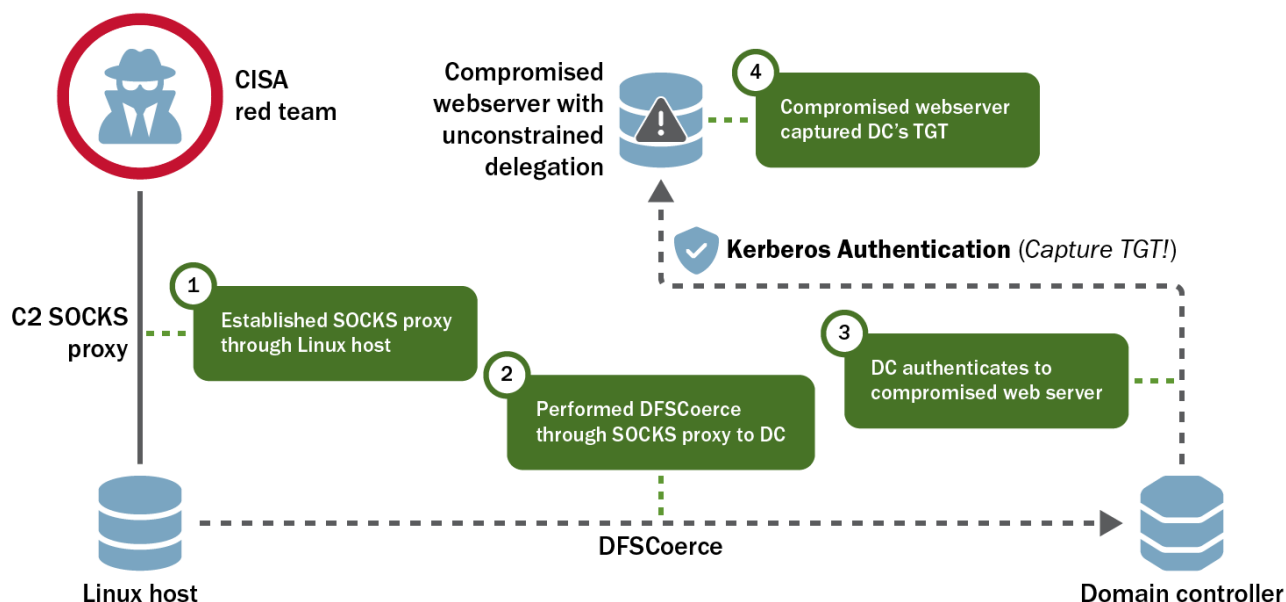 CISA
red team
Compromised
webserver with
unconstrained
delegation
4
Compromised webserver
captured DC’s TGT
Kerberos Authentication (Capture TGT!)
C2 SOCKS
proxy
1
Established SOCKS proxy
through Linux host
2
Performed DFSCoerce
through SOCKS proxy to DC
3
DC authenticates to
compromised web server
DFSCoerce
Linux host
Domain controller